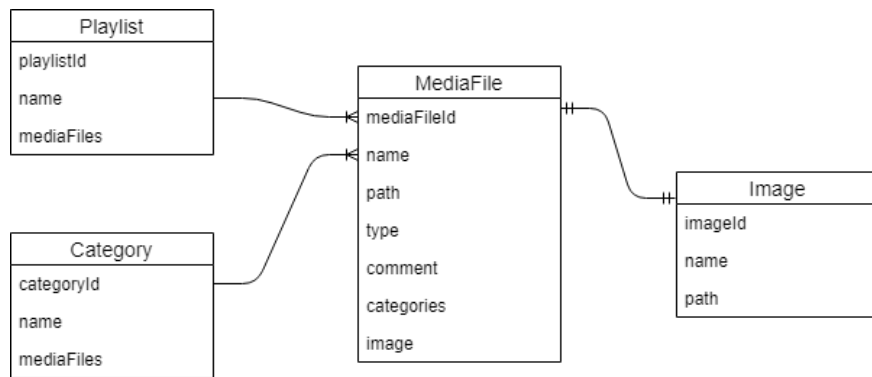 Playlist
playlistId
name
mediaFiles
Category
categoryId
name
mediaFiles
MediaFile
mediaFileId
name
path
type
comment
categories
image
Image
imageId
name
path